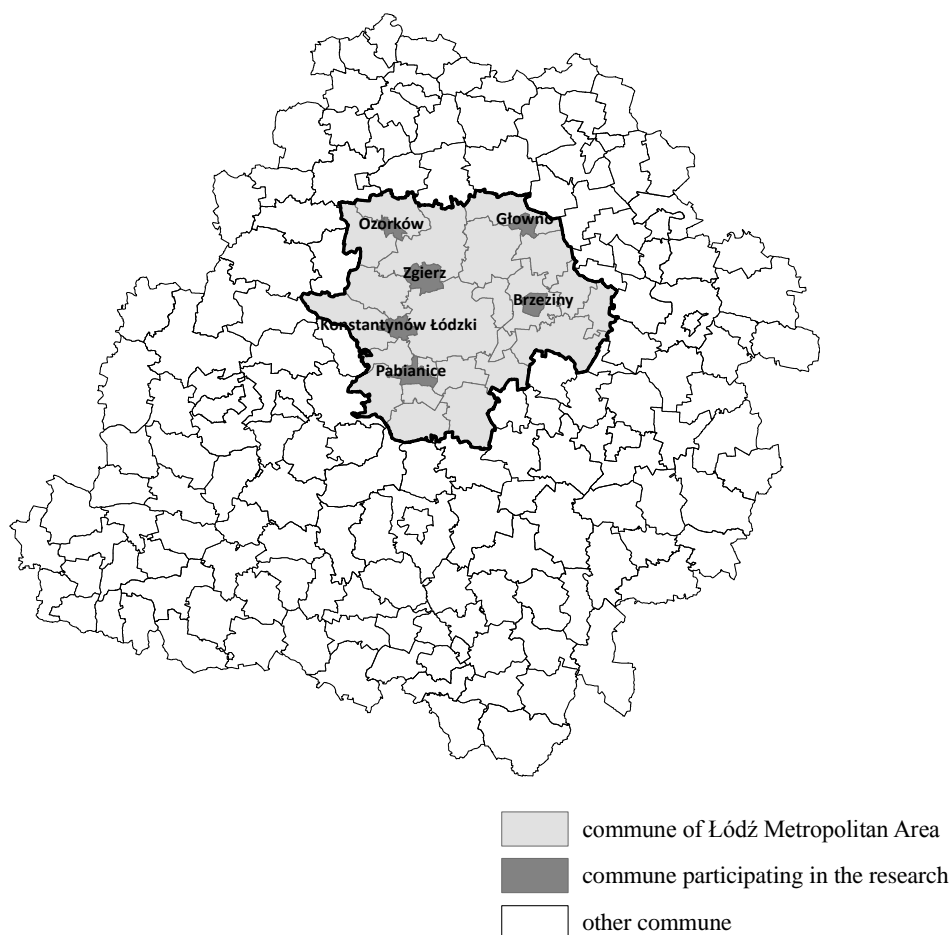 Ozorków
Głowno
Zgierz
Brzeziny
Konstantynów Łódzki
Pabianice
commune of Łódź Metropolitan Area
commune participating in the research
other commune